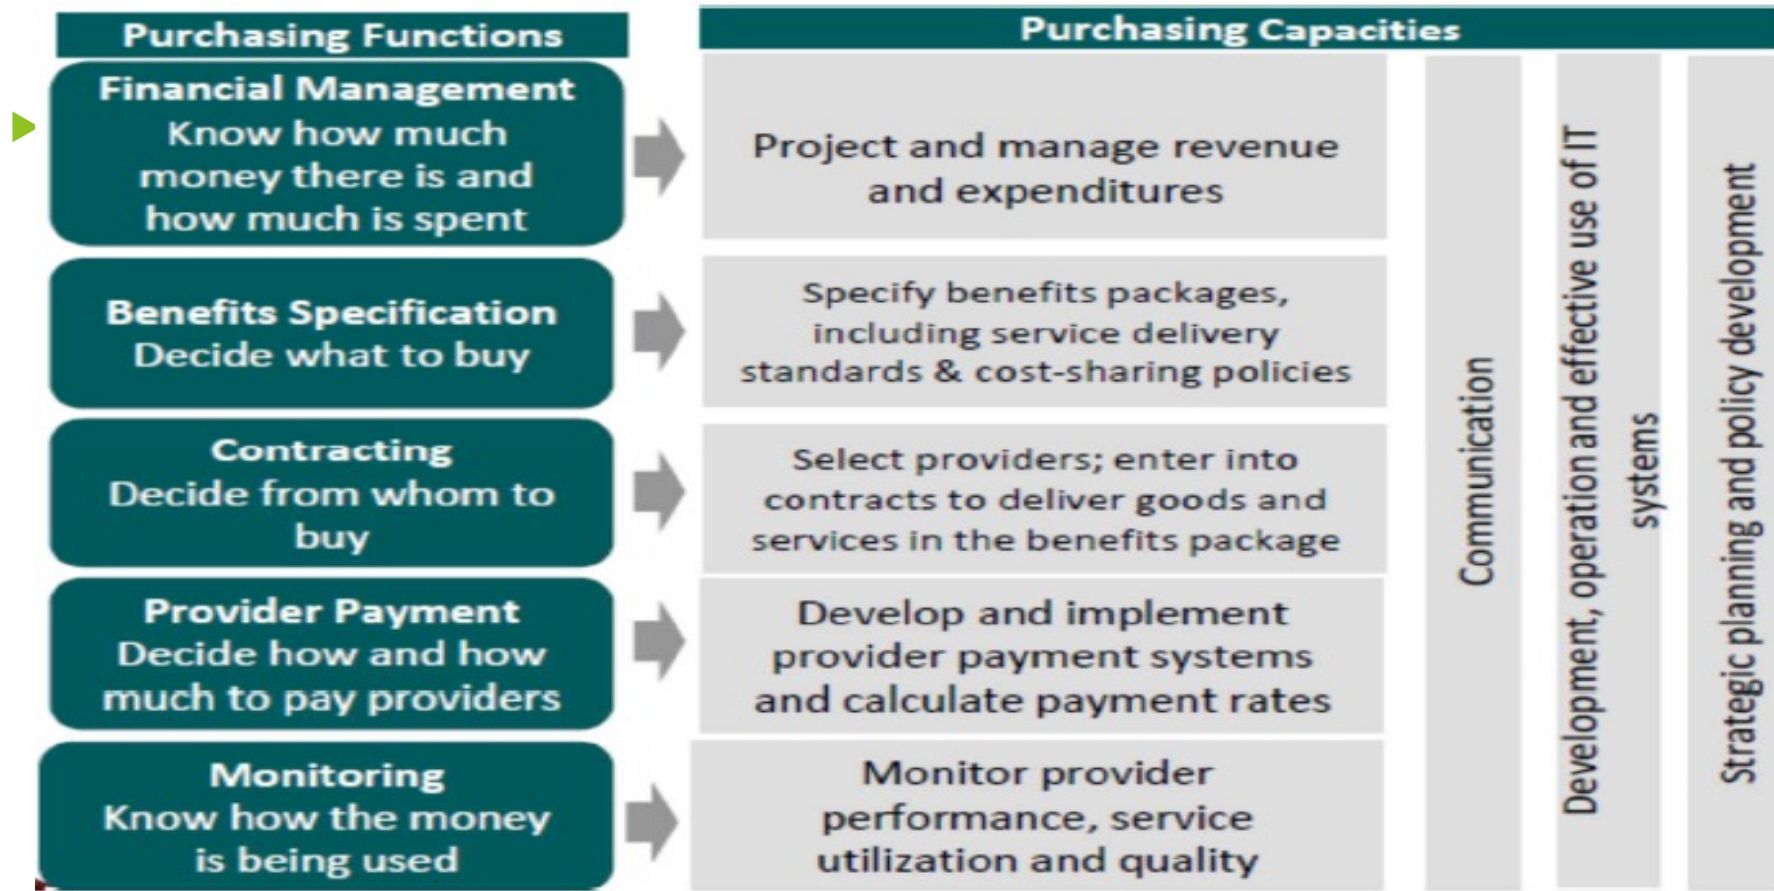 Purchasing Functions
Purchasing Capacities
Financial Management
Know how much
money there is and
how much is spent
Project and manage revenue
and expenditures
Benefits Specification
Decide what to buy
Specify benefits packages,
including service delivery
standards & cost-sharing policies
Contracting
Decide from whom to
buy
Select providers; enter into
contracts to deliver goods and
services in the benefits package
Provider Payment
Decide how and how
much to pay providers
Develop and implement
provider payment systems
and calculate payment rates
Monitoring
Know how the money
is being used
Monitor provider
performance, service
utilization and quality
Communication
Development, operation and effective use of IT
systems
Strategic planning and policy development